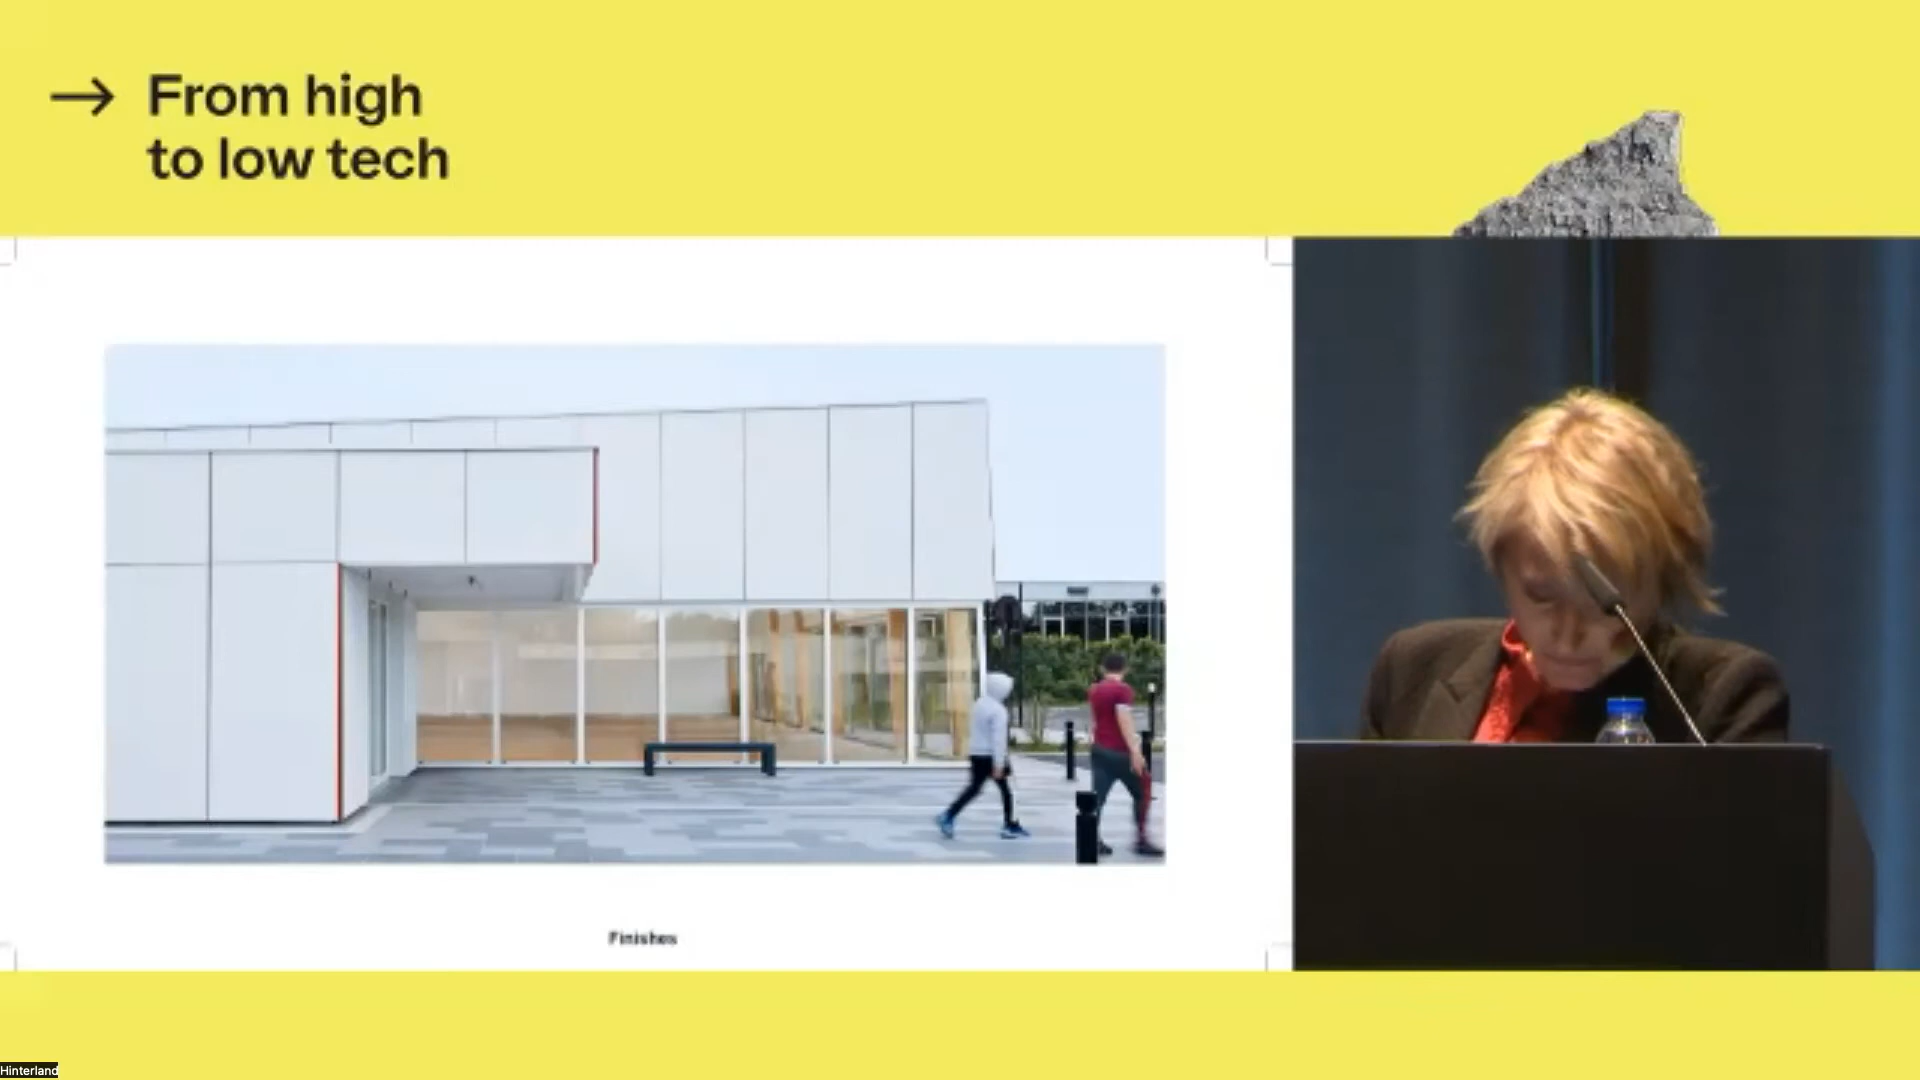 → From high
to low tech
Finishes
Hinterland